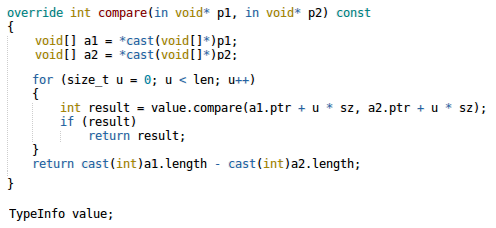 override int compare(in void* p1, in void* p2) const
{
void[] a1 = *cast(void[]*)p1;
void[] a2 = *cast(void[]*)p2;
for (size_t u = 0; u < len; u++)
{
int result = value.compare(a1.ptr + u * sz, a2.ptr + u * sz);
if (result)
return result;
}
return cast(int)a1.length - cast(int)a2.length;
}
TypeInfo value;